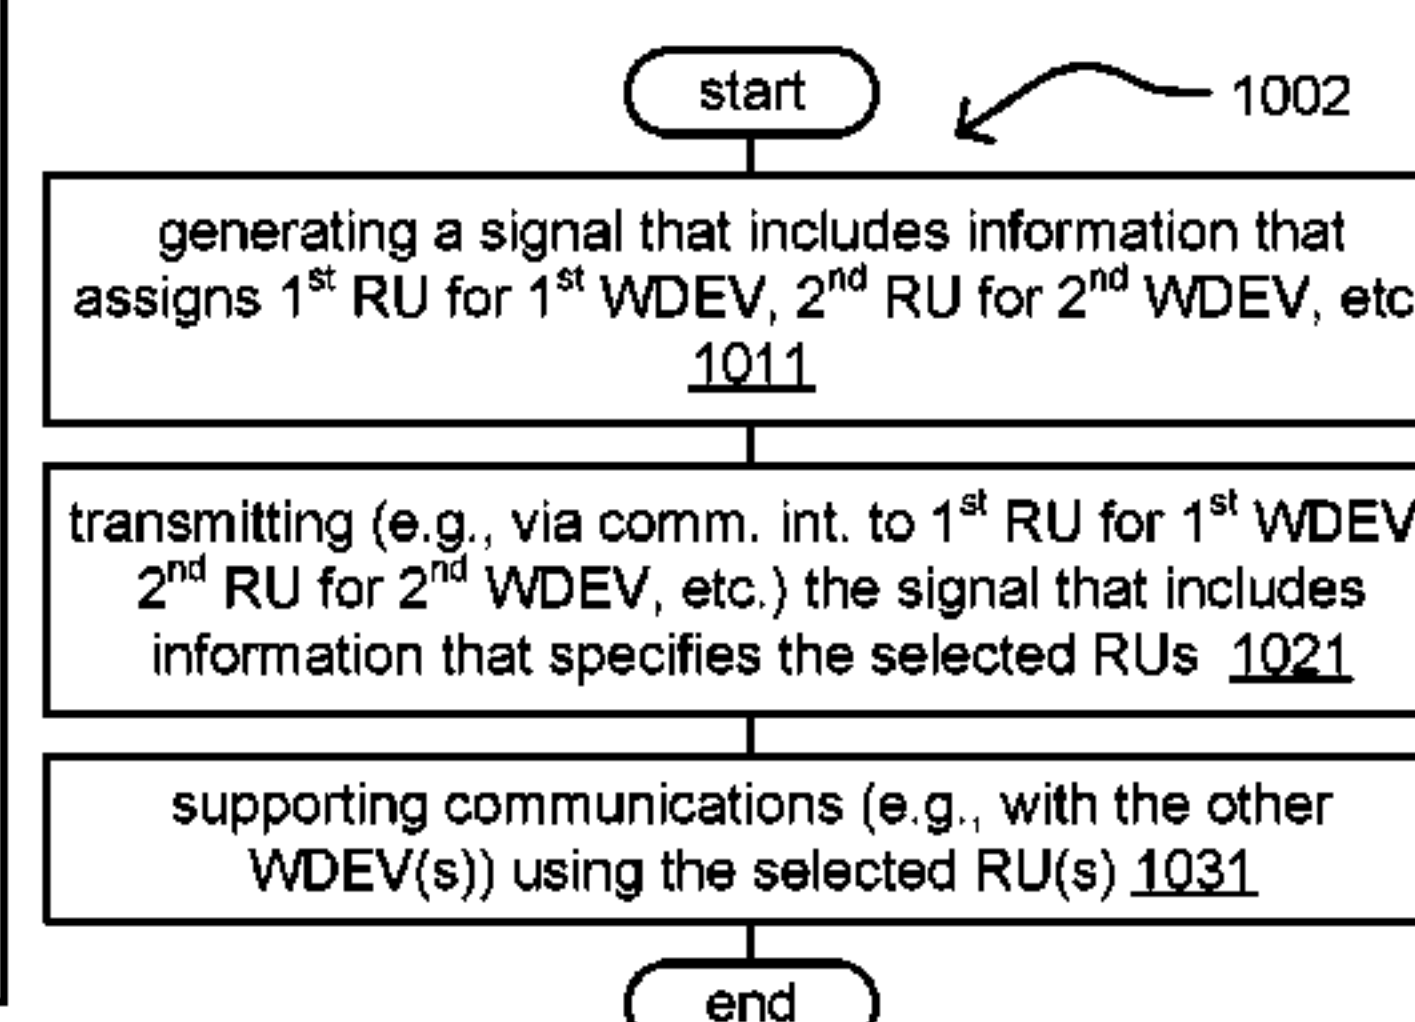 start
1002
generating a signal that includes information that
assigns 1st RU for 1st WDEV, 2nd RU for 2nd WDEV, etc
1011
transmitting (e.g., via comm. int. to 1st RU for 1st WDEV
2nd RU for 2nd WDEV, etc.) the signal that includes
information that specifies the selected RUs 1021
supporting communications (e.g., with the other
WDEV(s)) using the selected RU(s) 1031
end